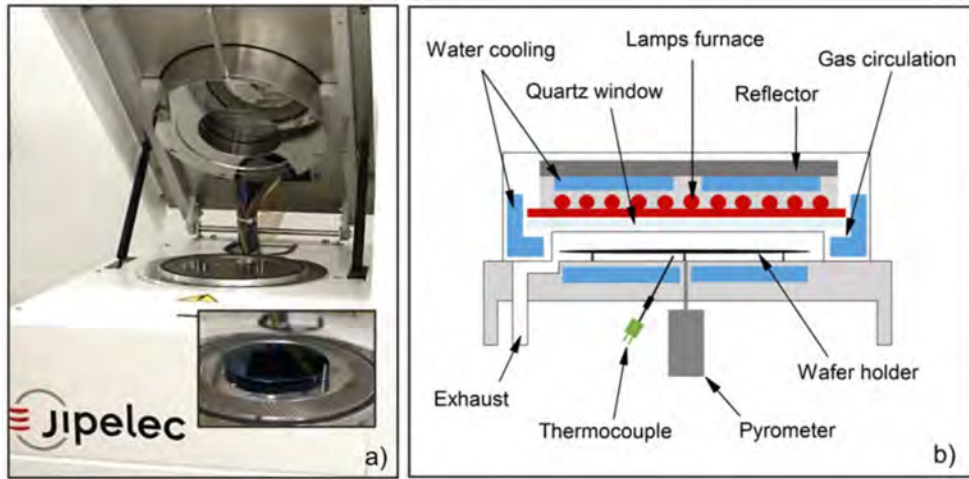 Jipelec
a)
Water cooling
Lamps furnace
Gas circulation
Quartz window
Reflector
Exhaust
Thermocouple
Pyrometer
Wafer holder
b)